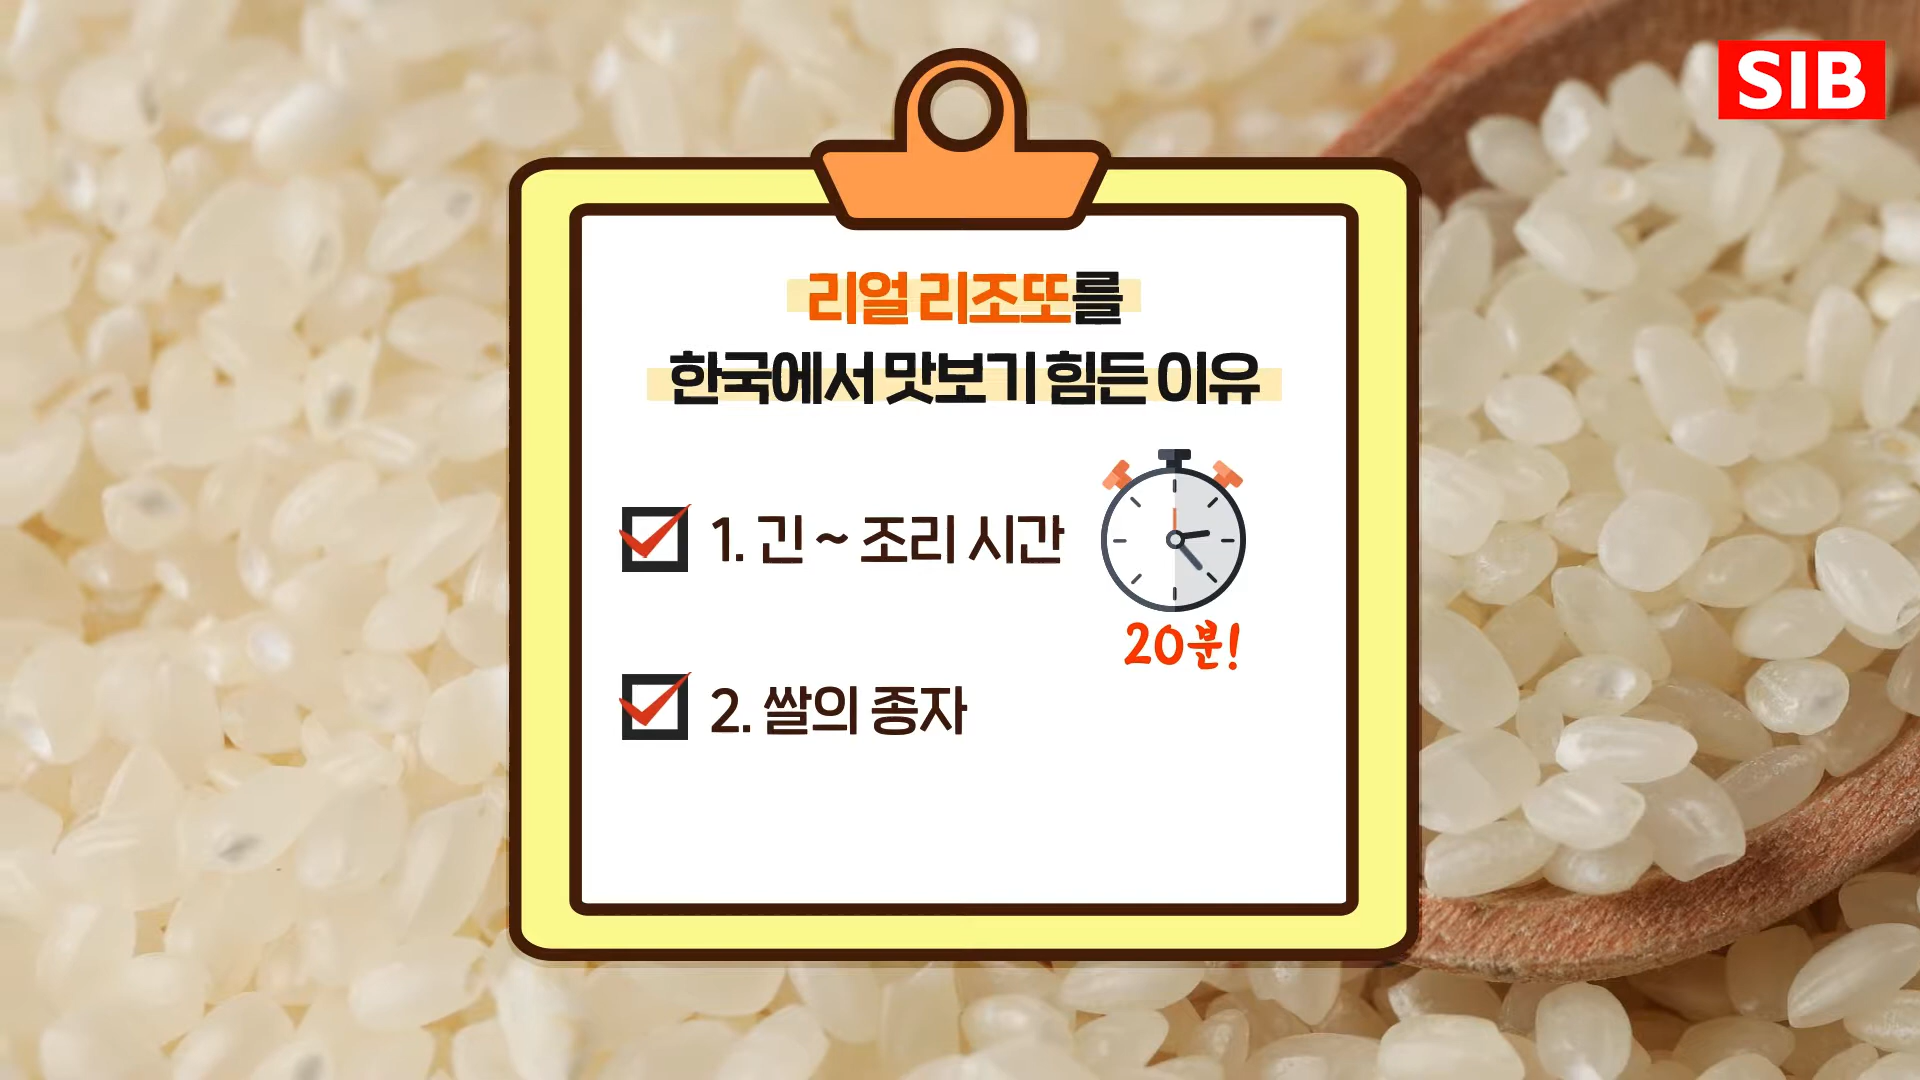 SIB
리얼 리조또를
한국에서 맛보기 힘든 이유
1. 긴 ~ 조리 시간
20분!
2. 쌀의 종자